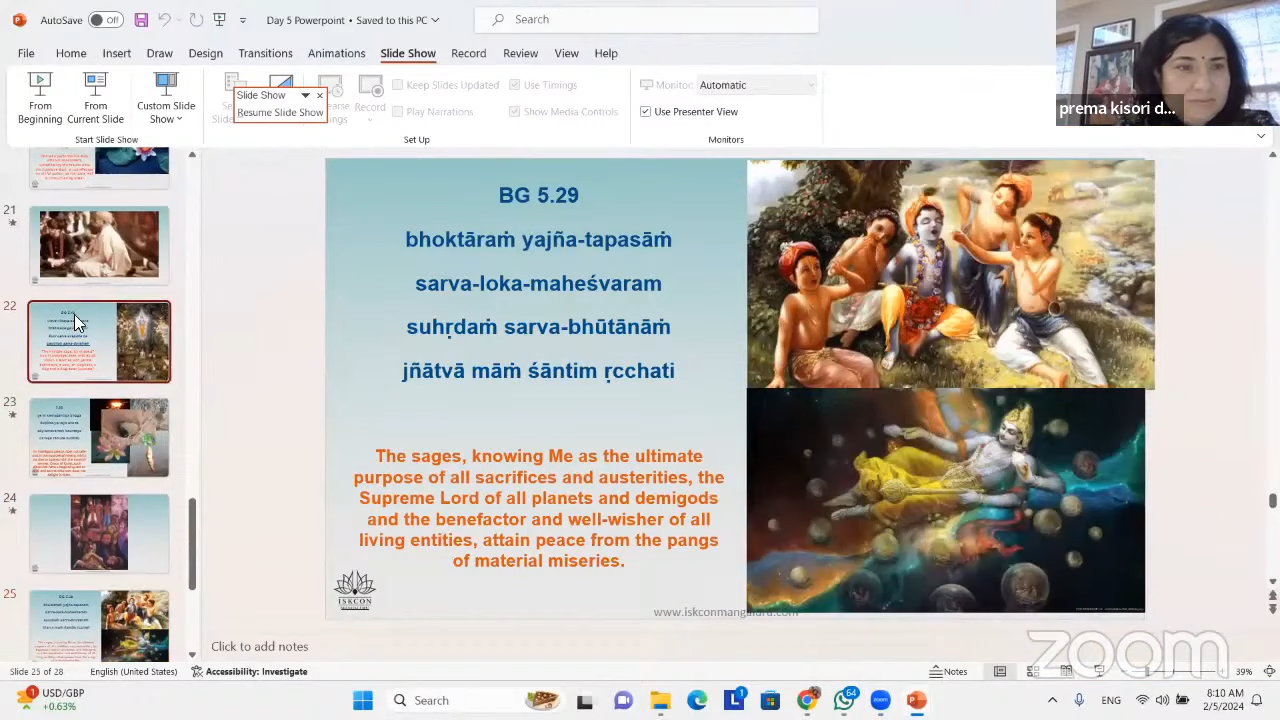 AutoSave Off Day 5 Powerpoint • Saved to this PC Search
File Home Insert Draw Design Transitions Animations Slide Show Record Review View Help
From Beginning
From Current Slide
Custom Slide Show
Record
Keep Slides Updated
Play Narrations
Use Timings
Show Media Controls
Monitor: Automatic
Use Presenter View
Start Slide Show
Set Up
Monitors
Slide Show
Resume Slide Show
prema kisori d...
21
22
23
24
25
BG 5.29
bhoktāraṁ yajña-tapasāṁ
sarva-loka-maheśvaram
suhṛdaṁ sarva-bhūtānāṁ
jñātvā māṁ śāntim ṛcchati
The sages, knowing Me as the ultimate
purpose of all sacrifices and austerities, the
Supreme Lord of all planets and demigods
and the benefactor and well-wisher of all
living entities, attain peace from the pangs
of material miseries.
ISKCON
Click to add notes
zoom
Slide 25 of 28 English (United States) Accessibility: Investigate Notes 39%
1 USD/GBP
+0.63%
Search
1
64
zoom
ENG
8:10 AM
2/5/2024